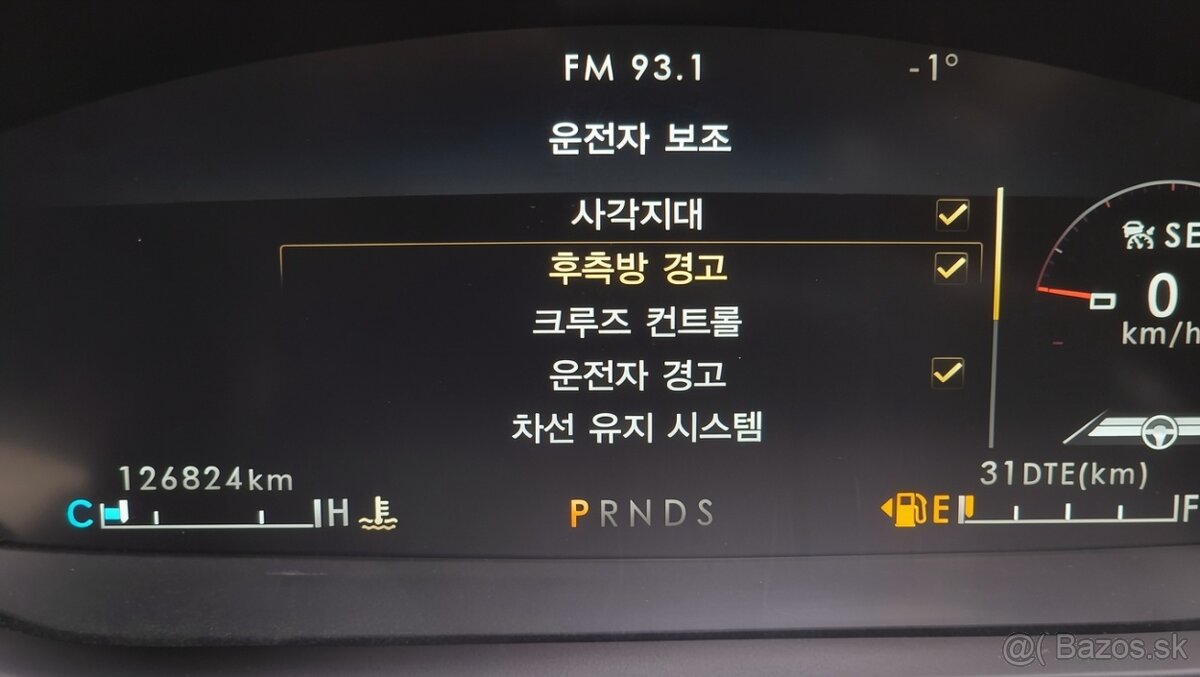 FM 93.1 -1°
운전자 보조
사각지대
후측방 경고
크루즈 컨트롤
운전자 경고
차선 유지 시스템
0
km/h
126824km
31DTE(km)
C H
PRNDS
E F
@( Bazos.sk